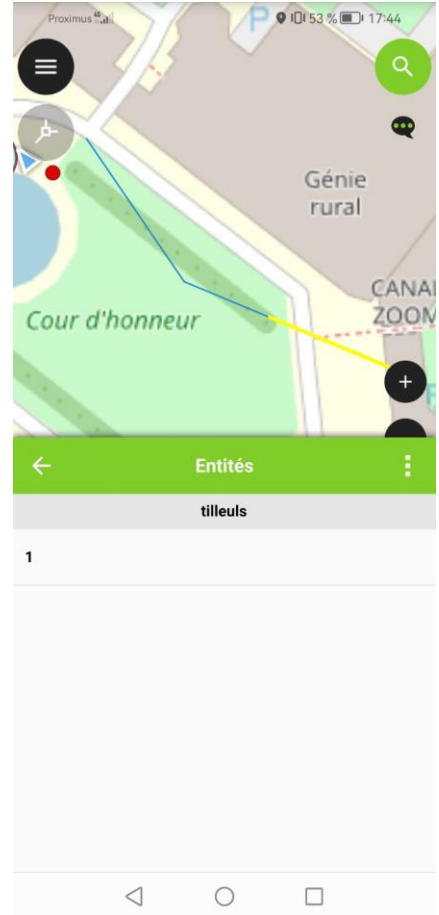 Proximus 53 % 17:44
P
Génie
rural
CANAL
ZOOM
Cour d'honneur
Entités
tilleuls
1